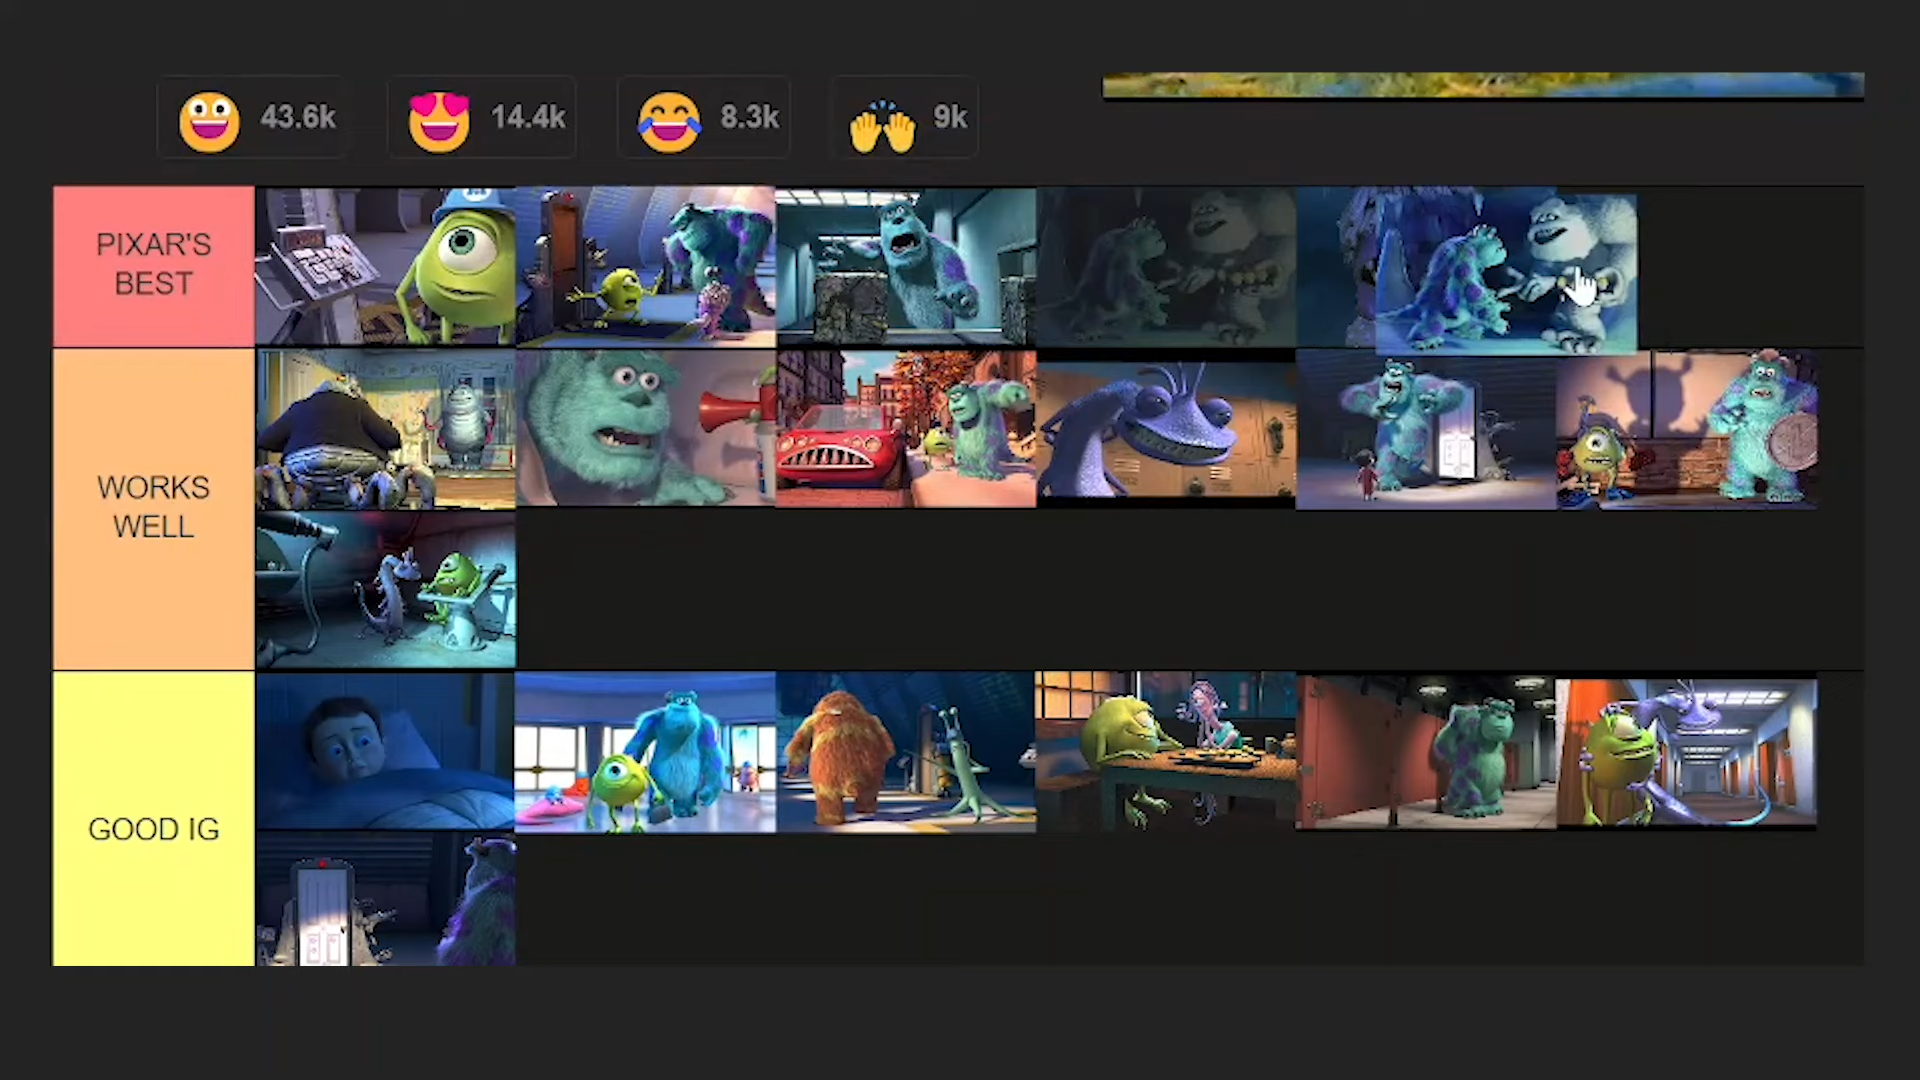 43.6k
14.4k
8.3k
9k
PIXAR'S
BEST
WORKS
WELL
GOOD IG